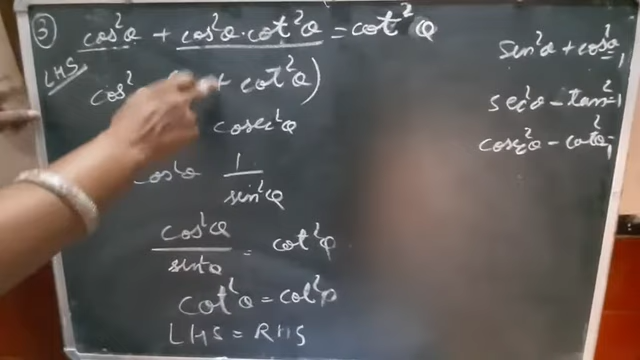 ③ cos²θ + cos²θ·cot²θ = cot²θ
LHS
cos² + cot²θ)
cosec²θ
cos²θ 1/sin²θ
cos²θ/sin²θ = cot²θ
cot²θ = cot²θ
LHS = RHS
sin²θ + cos²θ = 1
sec²θ - tan² = 1
cosec²θ - cot²θ = 1